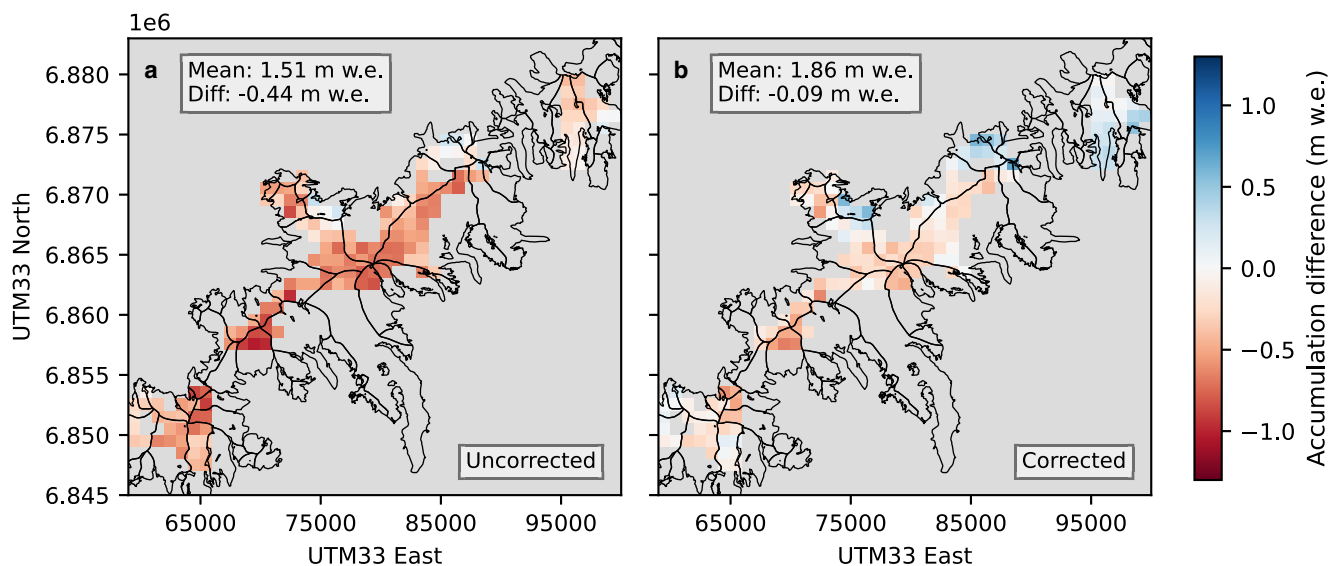 1e6
a
Mean: 1.51 m w.e.
Diff: -0.44 m w.e.
b
Mean: 1.86 m w.e.
Diff: -0.09 m w.e.
6.880
6.875
6.870
6.865
6.860
6.855
6.850
6.845
UTM33 North
Uncorrected
Corrected
65000 75000 85000 95000
UTM33 East
65000 75000 85000 95000
UTM33 East
1.0
0.5
0.0
−0.5
−1.0
Accumulation difference (m w.e.)